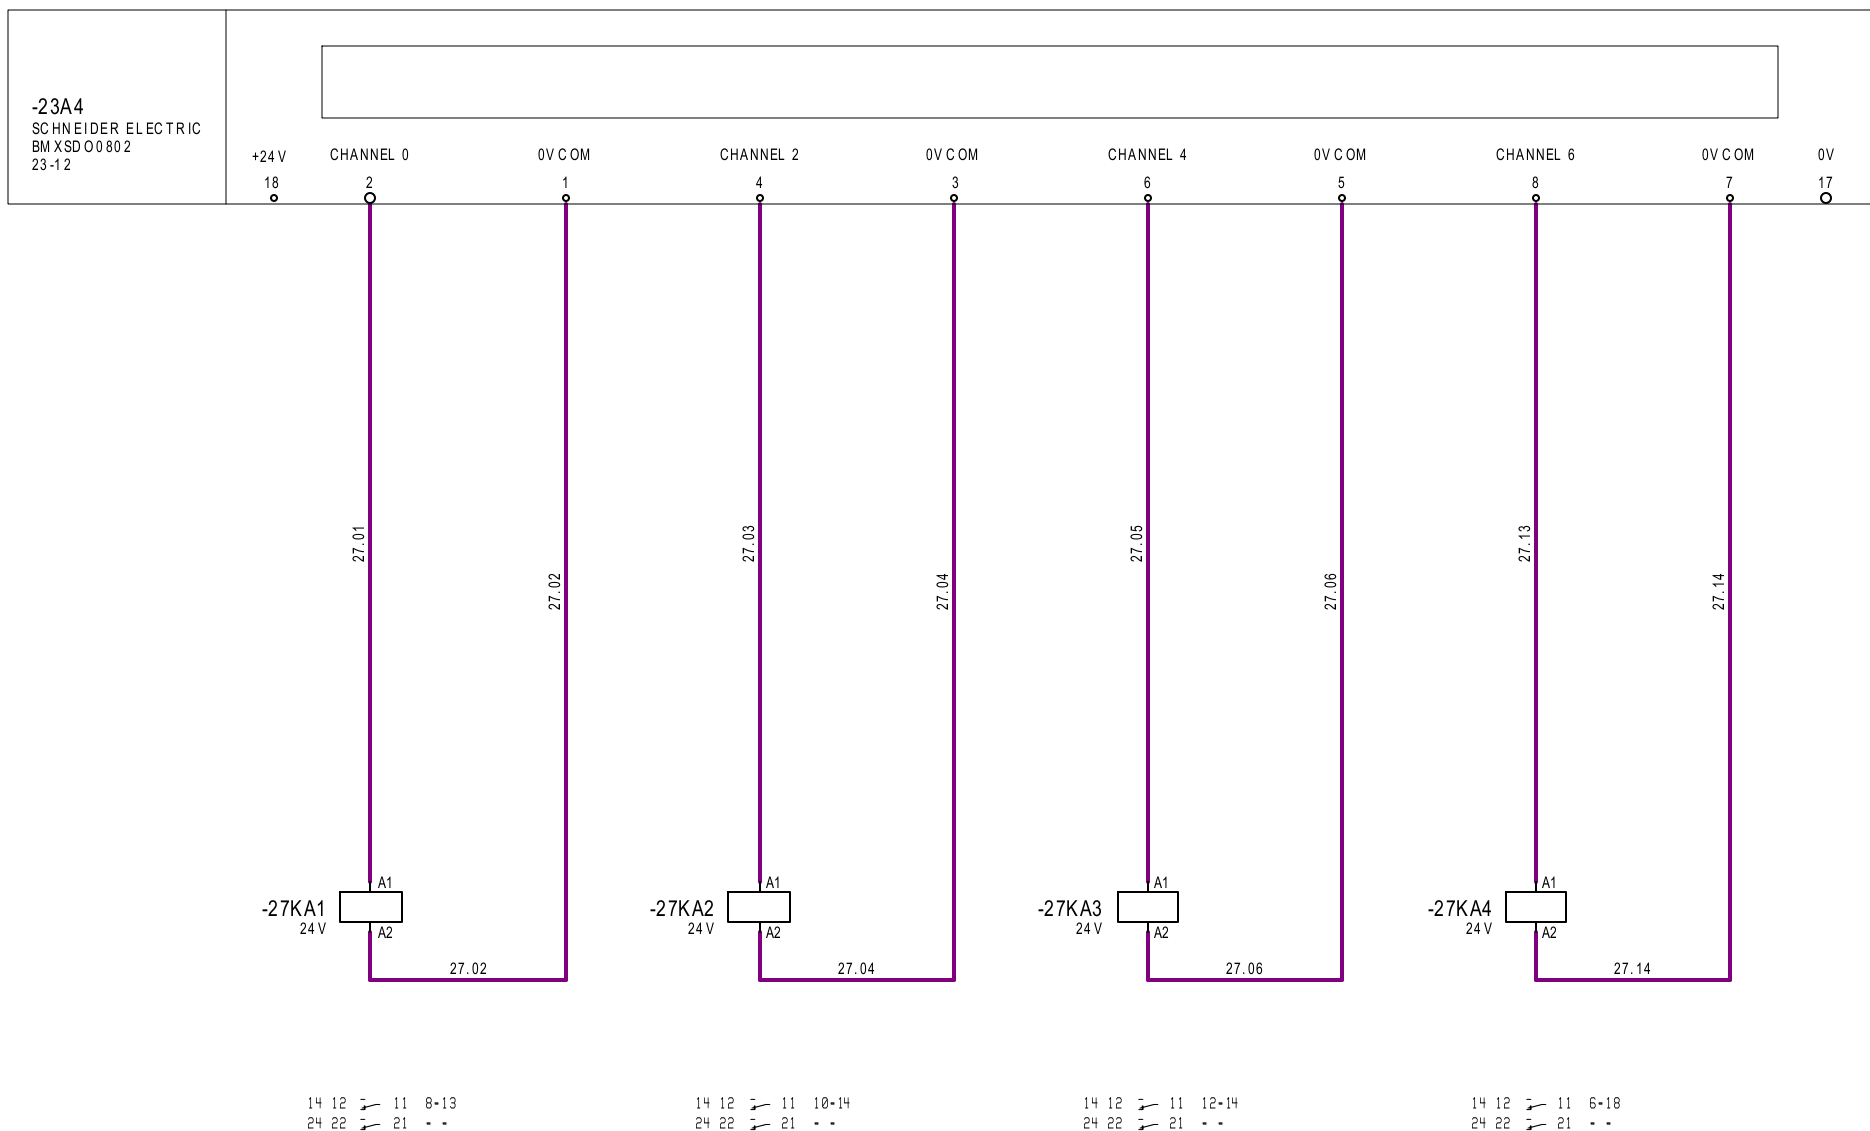 -23A4
SCHNEIDER ELECTRIC
BMXSDO0802
23-12
+24V CHANNEL 0 0V COM CHANNEL 2 0V COM CHANNEL 4 0V COM CHANNEL 6 0V COM 0V
18 2 1 4 3 6 5 8 7 17
27.01 27.03 27.05 27.13
27.02 27.04 27.06 27.14
A1 A1 A1 A1
-27KA1 -27KA2 -27KA3 -27KA4
24V 24V 24V 24V
A2 A2 A2 A2
27.02 27.04 27.06 27.14
14 12 11 8-13 14 12 11 10-14 14 12 11 12-14 14 12 11 6-18
24 22 21 - - 24 22 21 - - 24 22 21 - - 24 22 21 - -